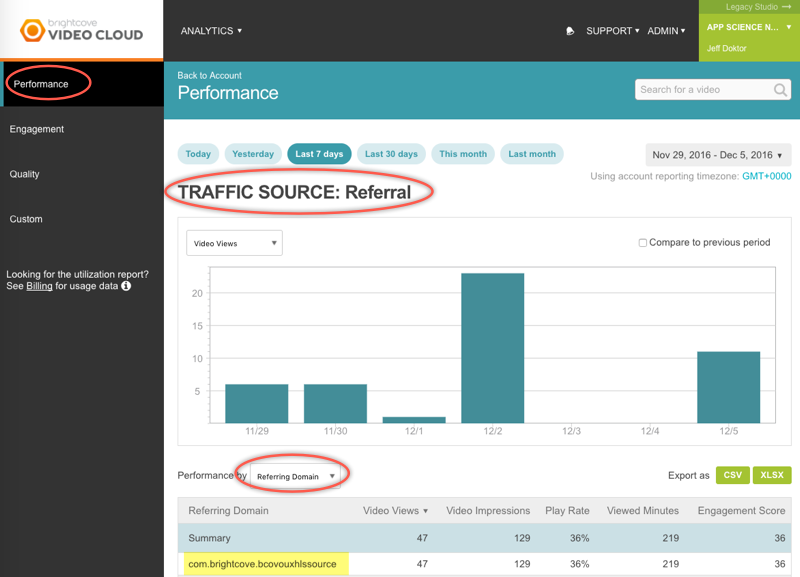 Legacy Studio →
brightcove
VIDEO CLOUD
ANALYTICS ▾
SUPPORT ▾ ADMIN ▾
APP SCIENCE N... ▾
Jeff Doktor
Performance
Engagement
Quality
Custom
Looking for the utilization report?
See Billing for usage data
Back to Account
Performance
Search for a video
Today Yesterday Last 7 days Last 30 days This month Last month
Nov 29, 2016 - Dec 5, 2016 ▾
Using account reporting timezone: GMT+0000
TRAFFIC SOURCE: Referral
Video Views ▾
Compare to previous period
20
15
10
5
11/29 11/30 12/1 12/2 12/3 12/4 12/5
Performance by Referring Domain ▾
Export as CSV XLSX
Referring Domain Video Views ▾ Video Impressions Play Rate Viewed Minutes Engagement Score
Summary 47 129 36% 219 36
com.brightcove.bcovouxhlssource 47 129 36% 219 36